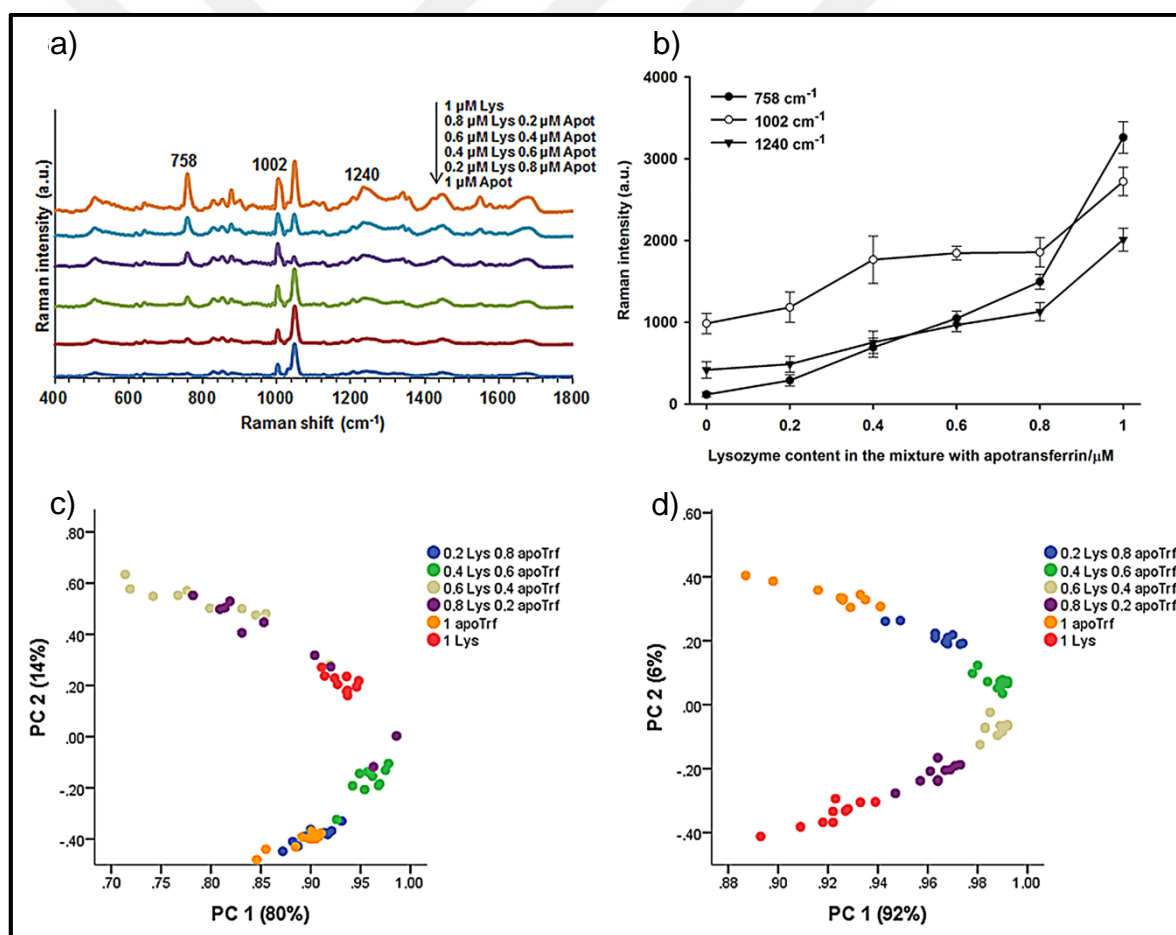 a)
1 µM Lys
0.8 µM Lys 0.2 µM Apot
0.6 µM Lys 0.4 µM Apot
0.4 µM Lys 0.6 µM Apot
0.2 µM Lys 0.8 µM Apot
1 µM Apot
758
1002
1240
Raman intensity (a.u.)
400 600 800 1000 1200 1400 1600 1800
Raman shift (cm-1)
b)
758 cm-1
1002 cm-1
1240 cm-1
Raman intensity (a.u.)
4000
3000
2000
1000
0
0 0.2 0.4 0.6 0.8 1
Lysozyme content in the mixture with apotransferrin/µM
c)
0.2 Lys 0.8 apoTrf
0.4 Lys 0.6 apoTrf
0.6 Lys 0.4 apoTrf
0.8 Lys 0.2 apoTrf
1 apoTrf
1 Lys
PC 2 (14%)
.80
.60
.40
.20
.00
-.20
-.40
.70 .75 .80 .85 .90 .95 1.00
PC 1 (80%)
d)
0.2 Lys 0.8 apoTrf
0.4 Lys 0.6 apoTrf
0.6 Lys 0.4 apoTrf
0.8 Lys 0.2 apoTrf
1 apoTrf
1 Lys
PC 2 (6%)
.60
.40
.20
.00
-.20
-.40
.88 .90 .92 .94 .96 .98 1.00
PC 1 (92%)